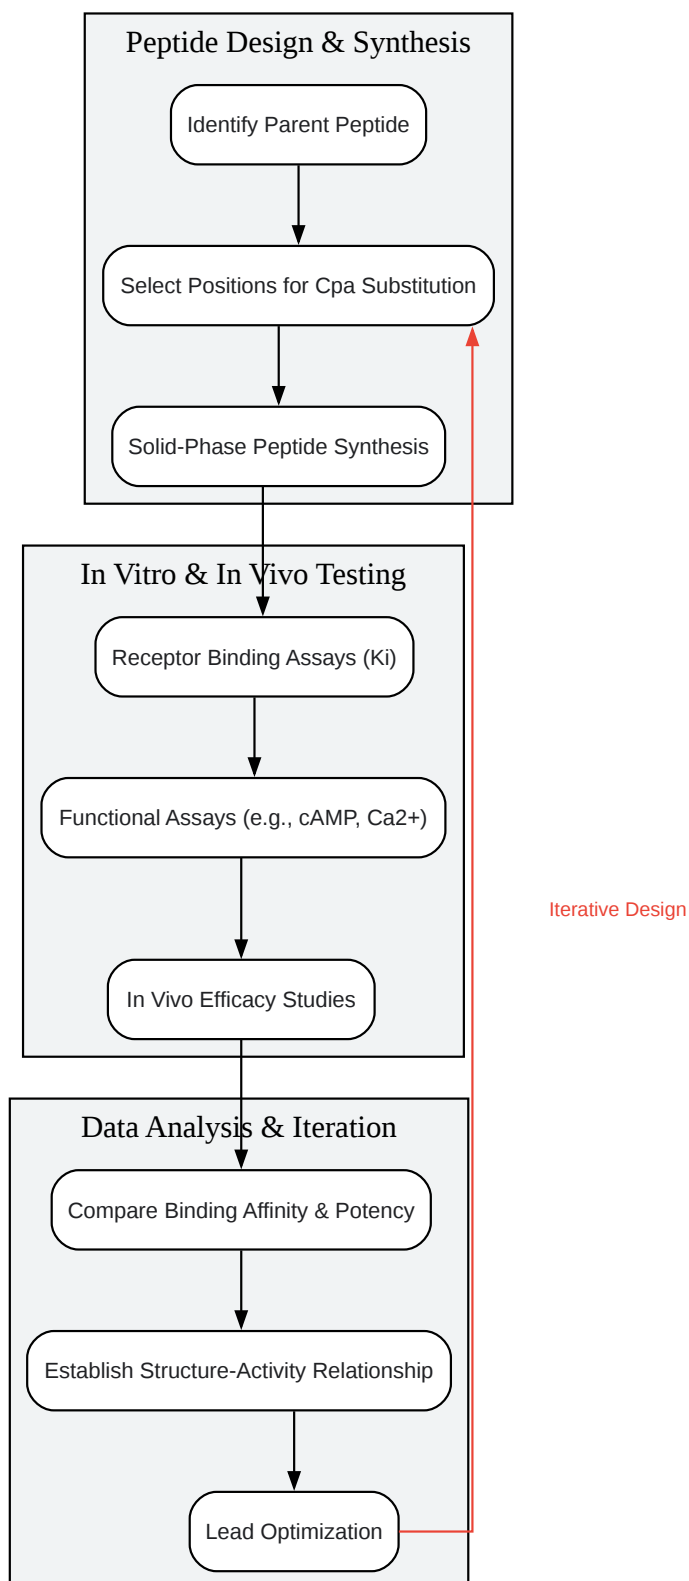 Peptide Design & Synthesis
Identify Parent Peptide
Select Positions for Cpa Substitution
Solid-Phase Peptide Synthesis
In Vitro & In Vivo Testing
Receptor Binding Assays (Ki)
Functional Assays (e.g., cAMP, Ca2+)
Iterative Design
In Vivo Efficacy Studies
Data Analysis & Iteration
Compare Binding Affinity & Potency
Establish Structure-Activity Relationship
Lead Optimization